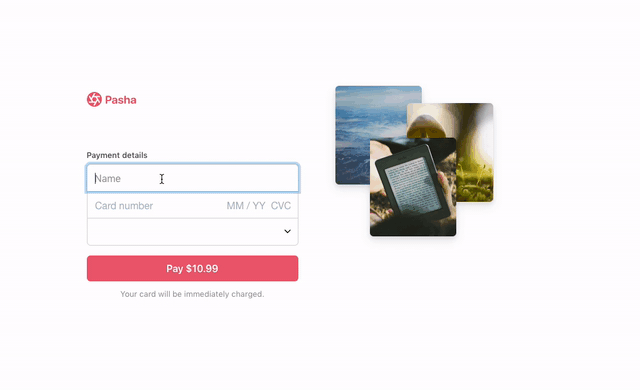 Pasha
Payment details
Name
Card number MM / YY CVC
Pay $10.99
Your card will be immediately charged.